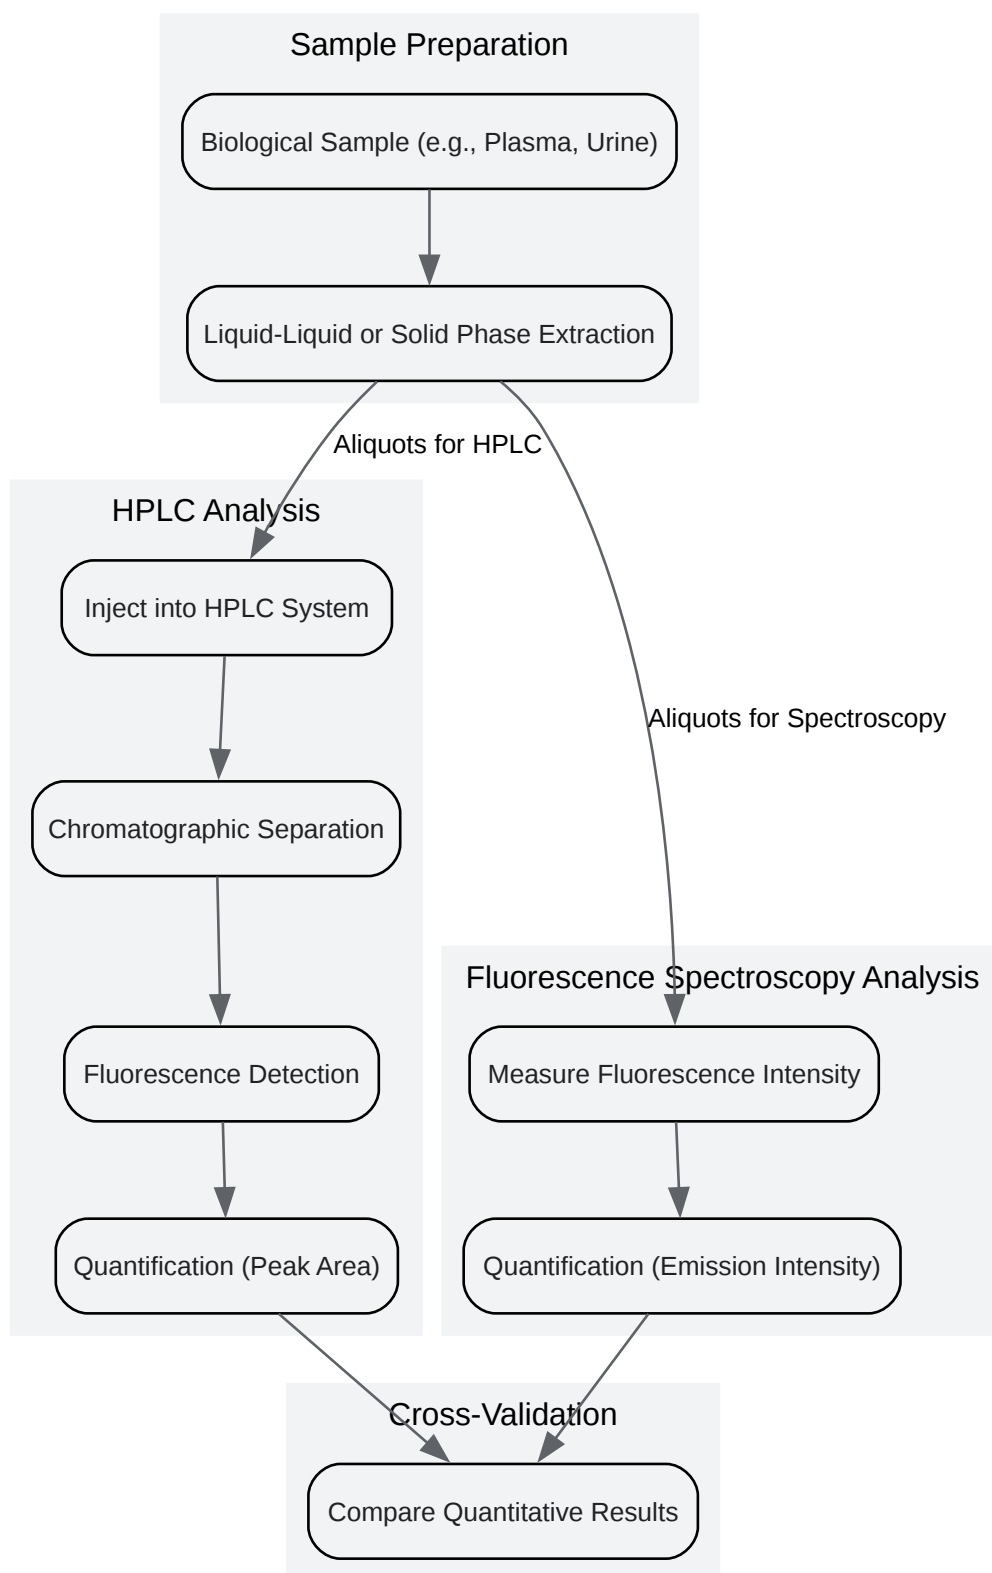 Sample Preparation
Biological Sample (e.g., Plasma, Urine)
Liquid-Liquid or Solid Phase Extraction
Aliquots for HPLC
HPLC Analysis
Inject into HPLC System
Aliquots for Spectroscopy
Chromatographic Separation
Fluorescence Spectroscopy Analysis
Fluorescence Detection
Measure Fluorescence Intensity
Quantification (Peak Area)
Quantification (Emission Intensity)
Cross-Validation
Compare Quantitative Results